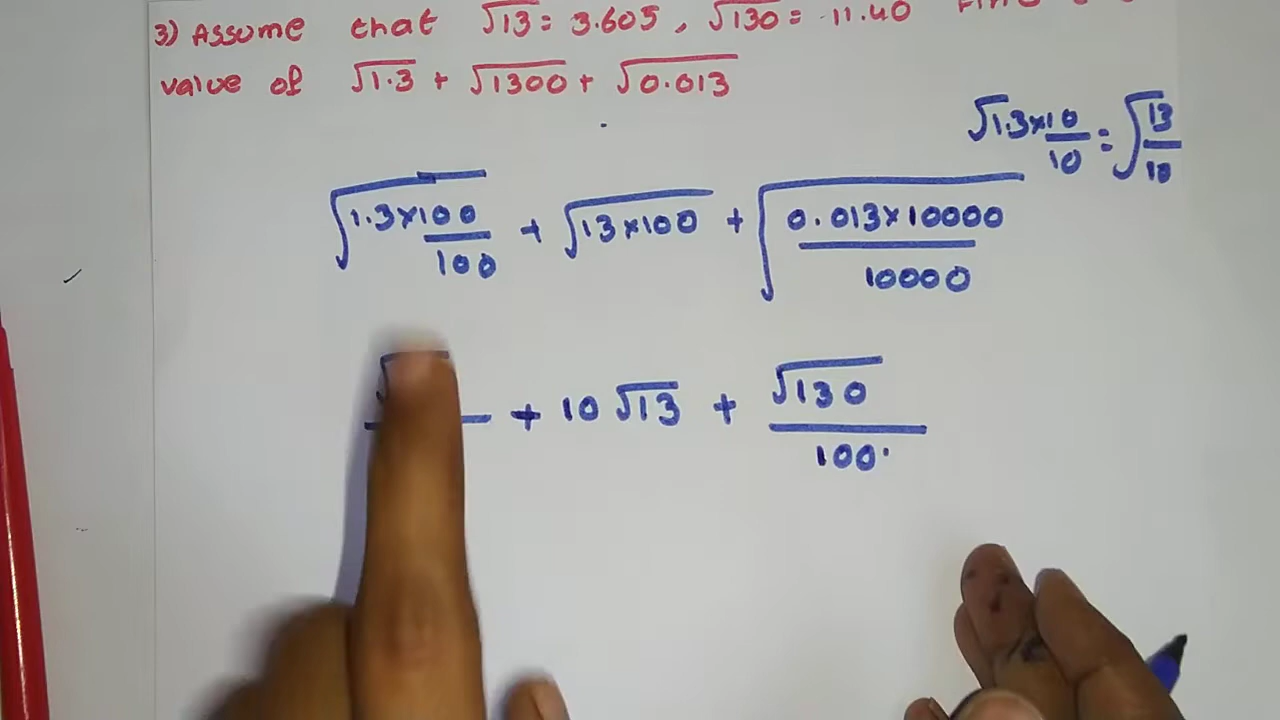 3) Assume that √13 = 3.605, √130 = 11.40 Find
value of √1.3 + √1300 + √0.013
√1.3×10/10 = √13/10
√1.3×100/100 + √13×100 + √0.013×10000/10000
+ 10√13 + √130/100